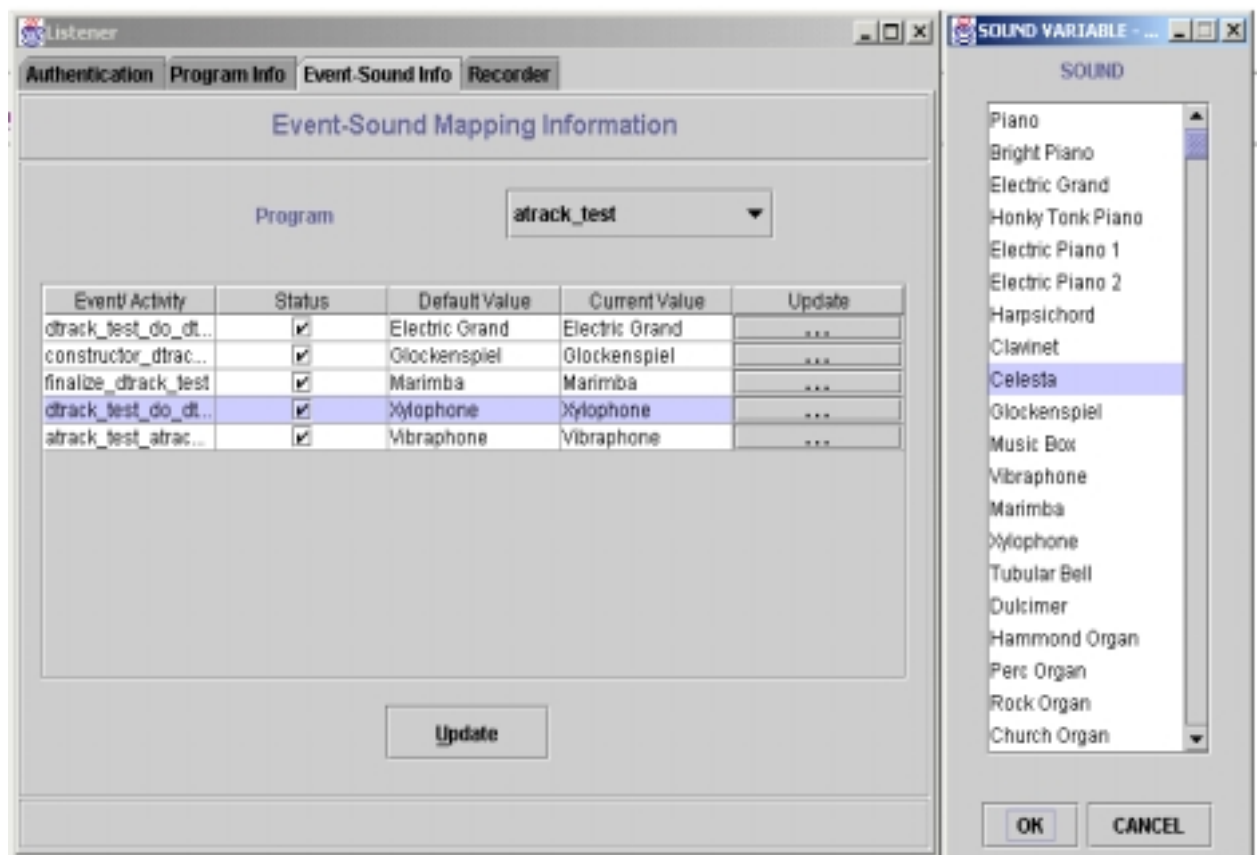 Listener
Authentication Program Info Event-Sound Info Recorder
Event-Sound Mapping Information
Program atrack_test
Event/ Activity Status Default Value Current Value Update
dtrack_test_do_dt... Electric Grand Electric Grand ...
constructor_dtrac... Glockenspiel Glockenspiel ...
finalize_dtrack_test Marimba Marimba ...
dtrack_test_do_dt... Xylophone Xylophone ...
atrack_test_atrac... Vibraphone Vibraphone ...
Update
SOUND VARIABLE - ...
SOUND
Piano
Bright Piano
Electric Grand
Honky Tonk Piano
Electric Piano 1
Electric Piano 2
Harpsichord
Clavinet
Celesta
Glockenspiel
Music Box
Vibraphone
Marimba
Xylophone
Tubular Bell
Dulcimer
Hammond Organ
Perc Organ
Rock Organ
Church Organ
OK CANCEL